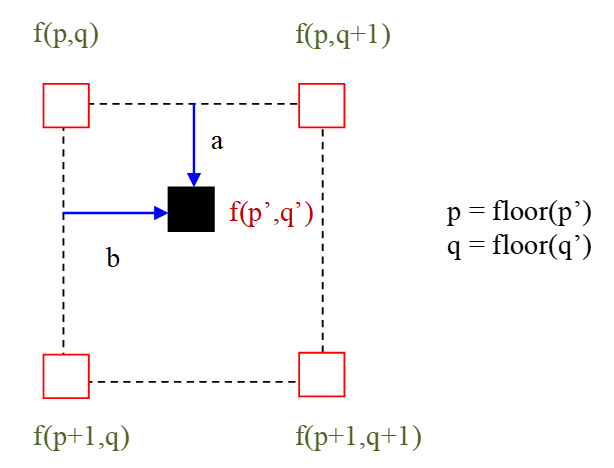 f(p,q)
f(p,q+1)
a
f(p’,q’)
b
p = floor(p’)
q = floor(q’)
f(p+1,q)
f(p+1,q+1)